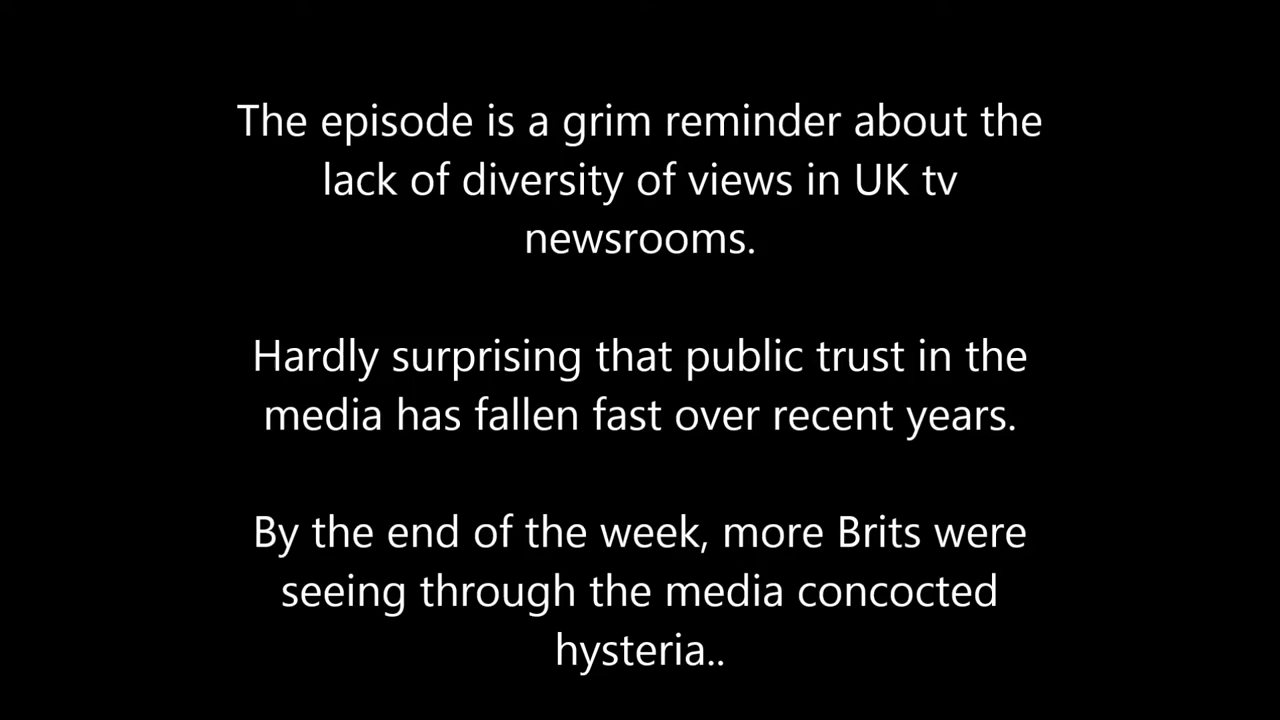 The episode is a grim reminder about the
lack of diversity of views in UK tv
newsrooms.
Hardly surprising that public trust in the
media has fallen fast over recent years.
By the end of the week, more Brits were
seeing through the media concocted
hysteria..